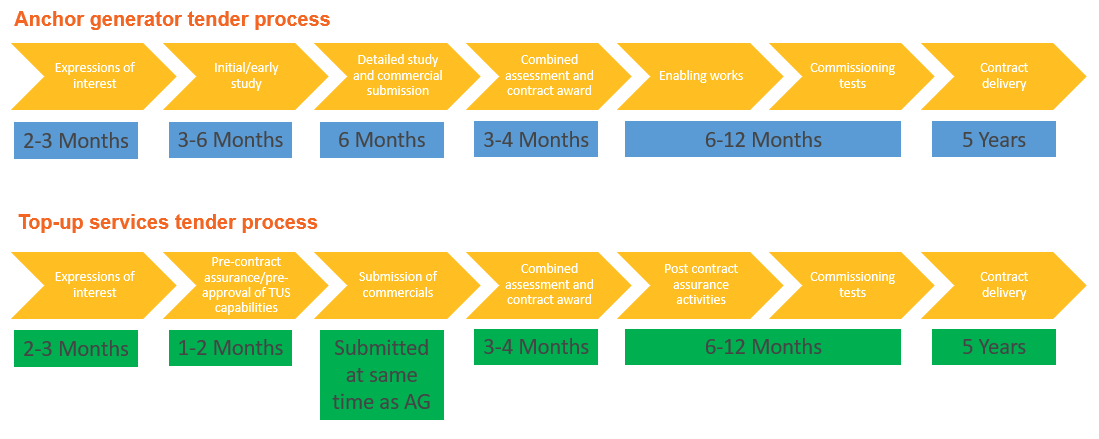 Anchor generator tender process
Expressions of
interest
Initial/early
study
Detailed study
and commercial
submission
Combined
assessment and
contract award
Enabling works
Commissioning
tests
Contract
delivery
2-3 Months
3-6 Months
6 Months
3-4 Months
6-12 Months
5 Years
Top-up services tender process
Expressions of
interest
Pre-contract
assurance/pre-
approval of TUS
capabilities
Submission of
commercials
Combined
assessment and
contract award
Post contract
assurance
activities
Commissioning
tests
Contract
delivery
2-3 Months
1-2 Months
Submitted
at same
time as AG
3-4 Months
6-12 Months
5 Years